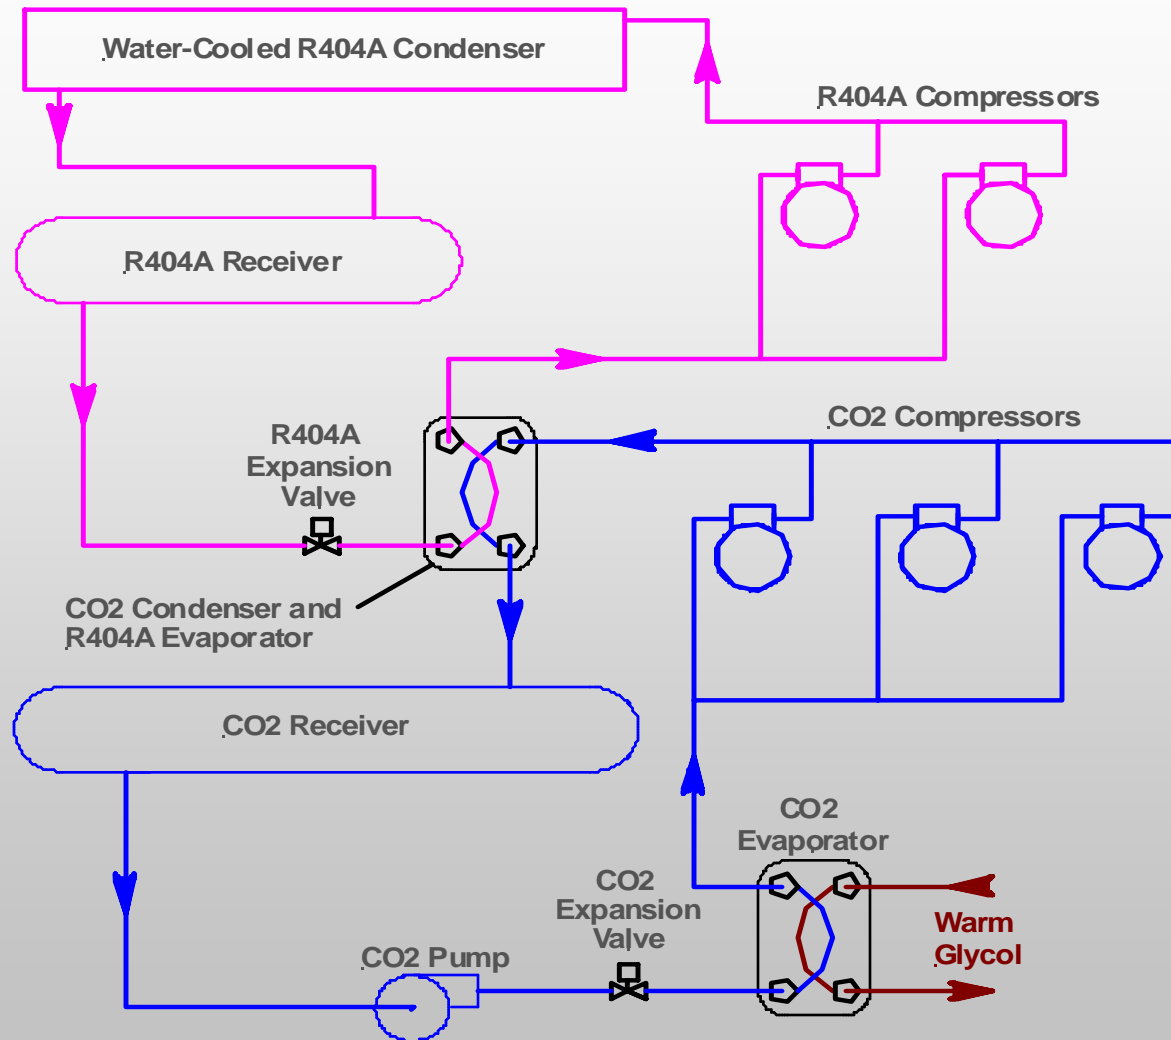 Water-Cooled R404A Condenser
R404A Compressors
R404A Receiver
CO2 Compressors
R404A
Expansion
Valve
CO2 Condenser and
R404A Evaporator
CO2 Receiver
CO2
Evaporator
CO2
Expansion
Valve
Warm
Glycol
CO2 Pump